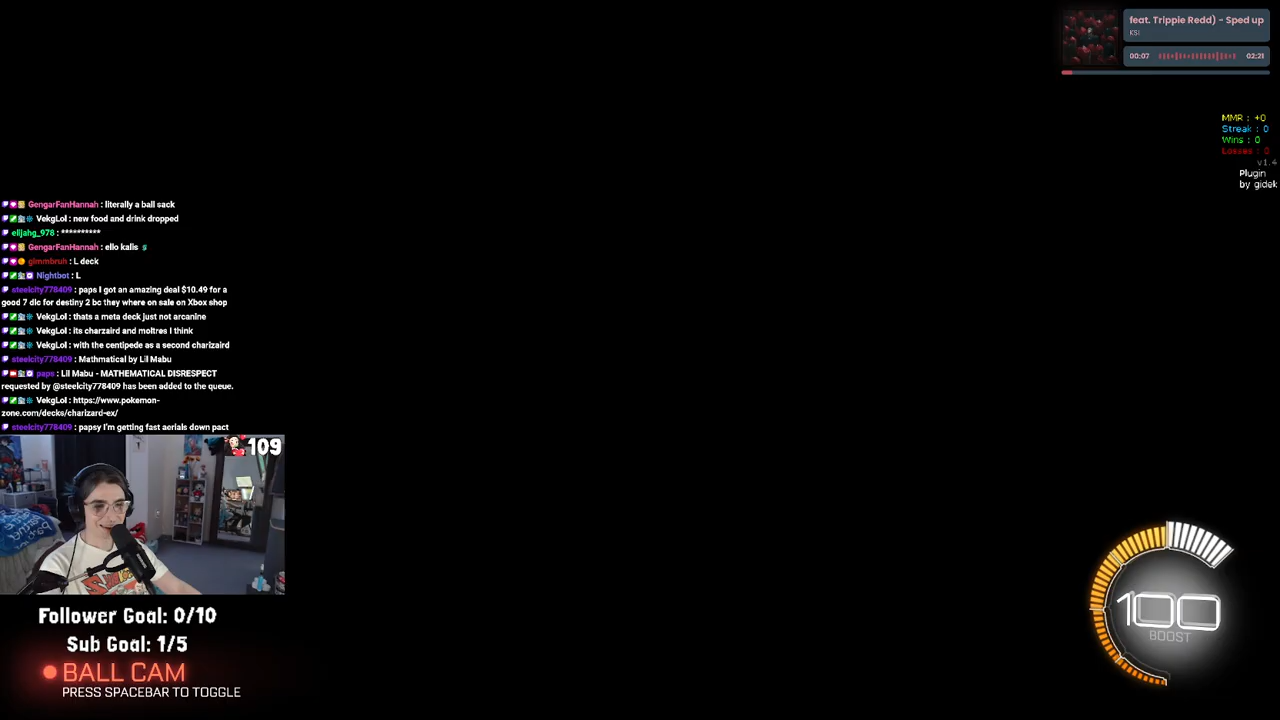 feat. Trippie Redd) - Sped up
KSI
00:07
02:21
MMR : +0
Streak : 0
Wins : 0
Losses : 0
v1.4
Plugin
by gidek
GengarFanHannah : literally a ball sack
VekgLol : new food and drink dropped
elijahg_978 : **********
GengarFanHannah : ello kalis
gimmbruh : L deck
Nightbot : L
steelcity778409 : paps I got an amazing deal $10.49 for a
good 7 dlc for destiny 2 bc they where on sale on Xbox shop
VekgLol : thats a meta deck just not arcanine
VekgLol : its charzaird and moltres I think
VekgLol : with the centipede as a second charizaird
steelcity778409 : Mathmatical by Lil Mabu
paps : Lil Mabu - MATHEMATICAL DISRESPECT
requested by @steelcity778409 has been added to the queue.
VekgLol : https://www.pokemon-
zone.com/decks/charizard-ex/
steelcity778409 : papsy I'm getting fast aerials down pact
109
Follower Goal: 0/10
Sub Goal: 1/5
BALL CAM
PRESS SPACEBAR TO TOGGLE
100
BOOST